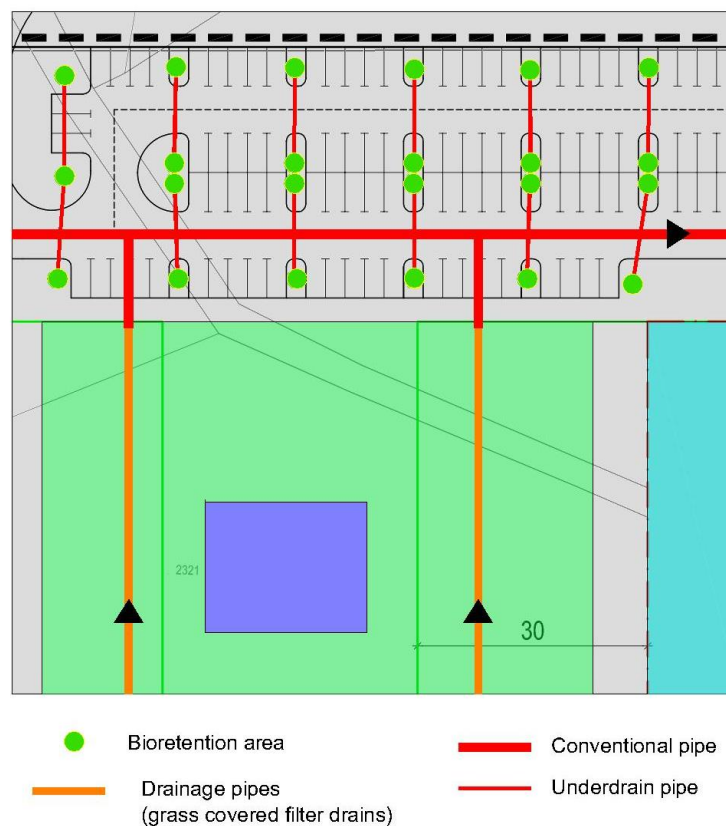 2321
30
Bioretention area
Conventional pipe
Drainage pipes
(grass covered filter drains)
Underdrain pipe